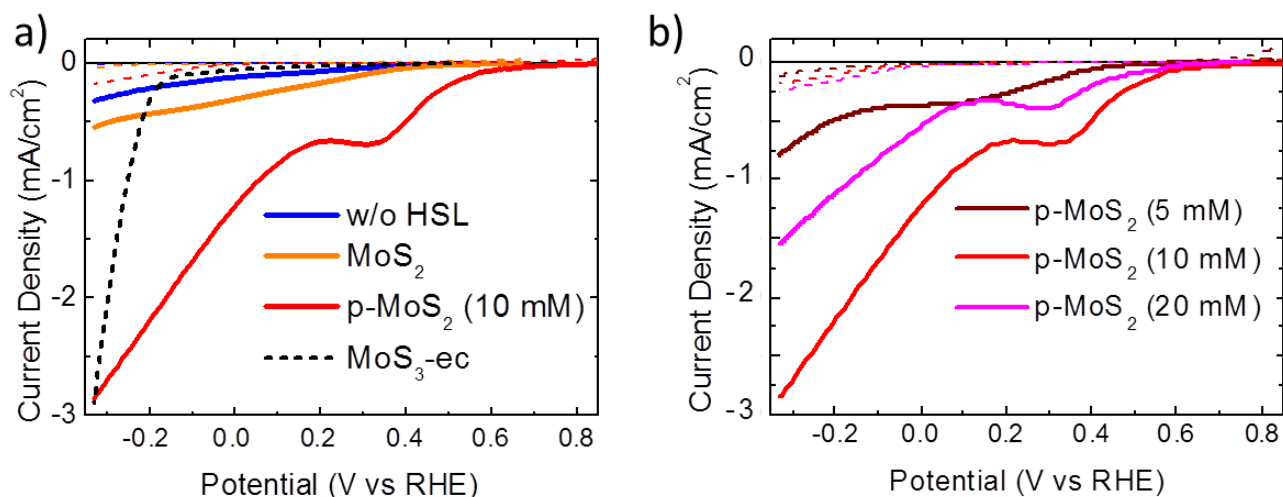 a)
Current Density (mA/cm²)
0
-1
-2
-3
w/o HSL
MoS₂
p-MoS₂ (10 mM)
MoS₃-ec
-0.2 0.0 0.2 0.4 0.6 0.8
Potential (V vs RHE)
b)
Current Density (mA/cm²)
0
-1
-2
-3
p-MoS₂ (5 mM)
p-MoS₂ (10 mM)
p-MoS₂ (20 mM)
-0.2 0.0 0.2 0.4 0.6 0.8
Potential (V vs RHE)